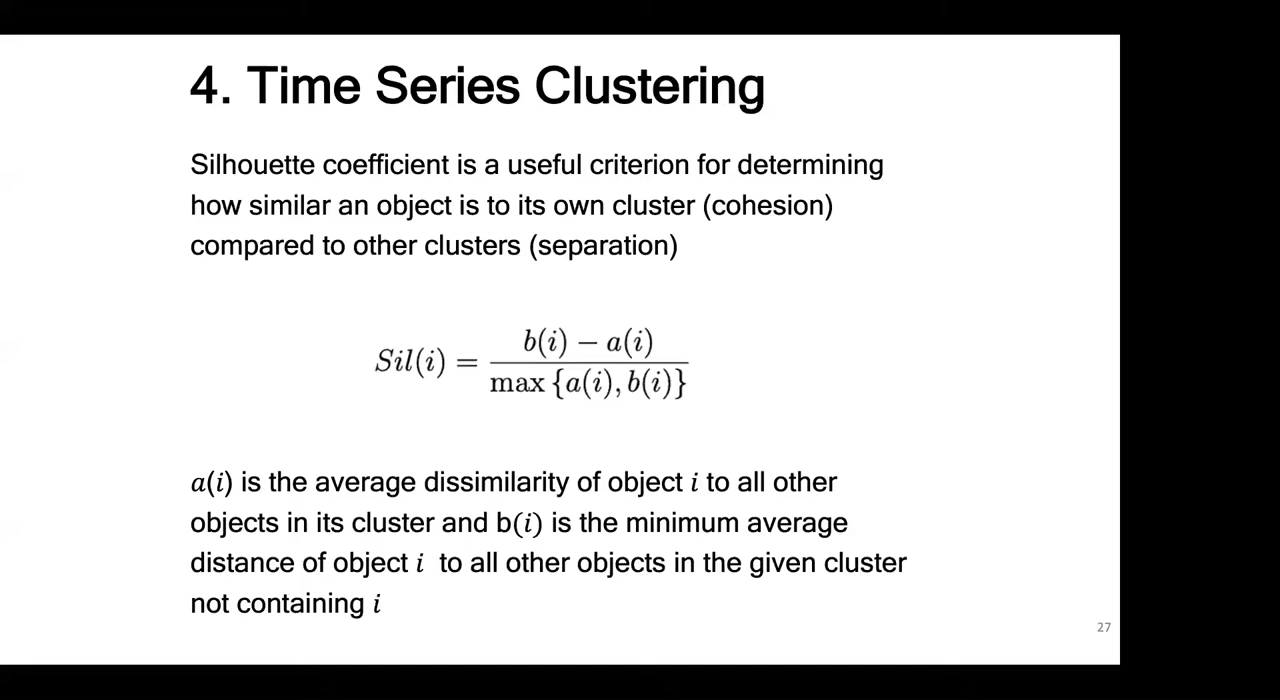 4. Time Series Clustering
Silhouette coefficient is a useful criterion for determining
how similar an object is to its own cluster (cohesion)
compared to other clusters (separation)
Sil(i) = \frac{b(i) − a(i)}{max {a(i), b(i)}}
a(i) is the average dissimilarity of object i to all other
objects in its cluster and b(i) is the minimum average
distance of object i to all other objects in the given cluster
not containing i
27